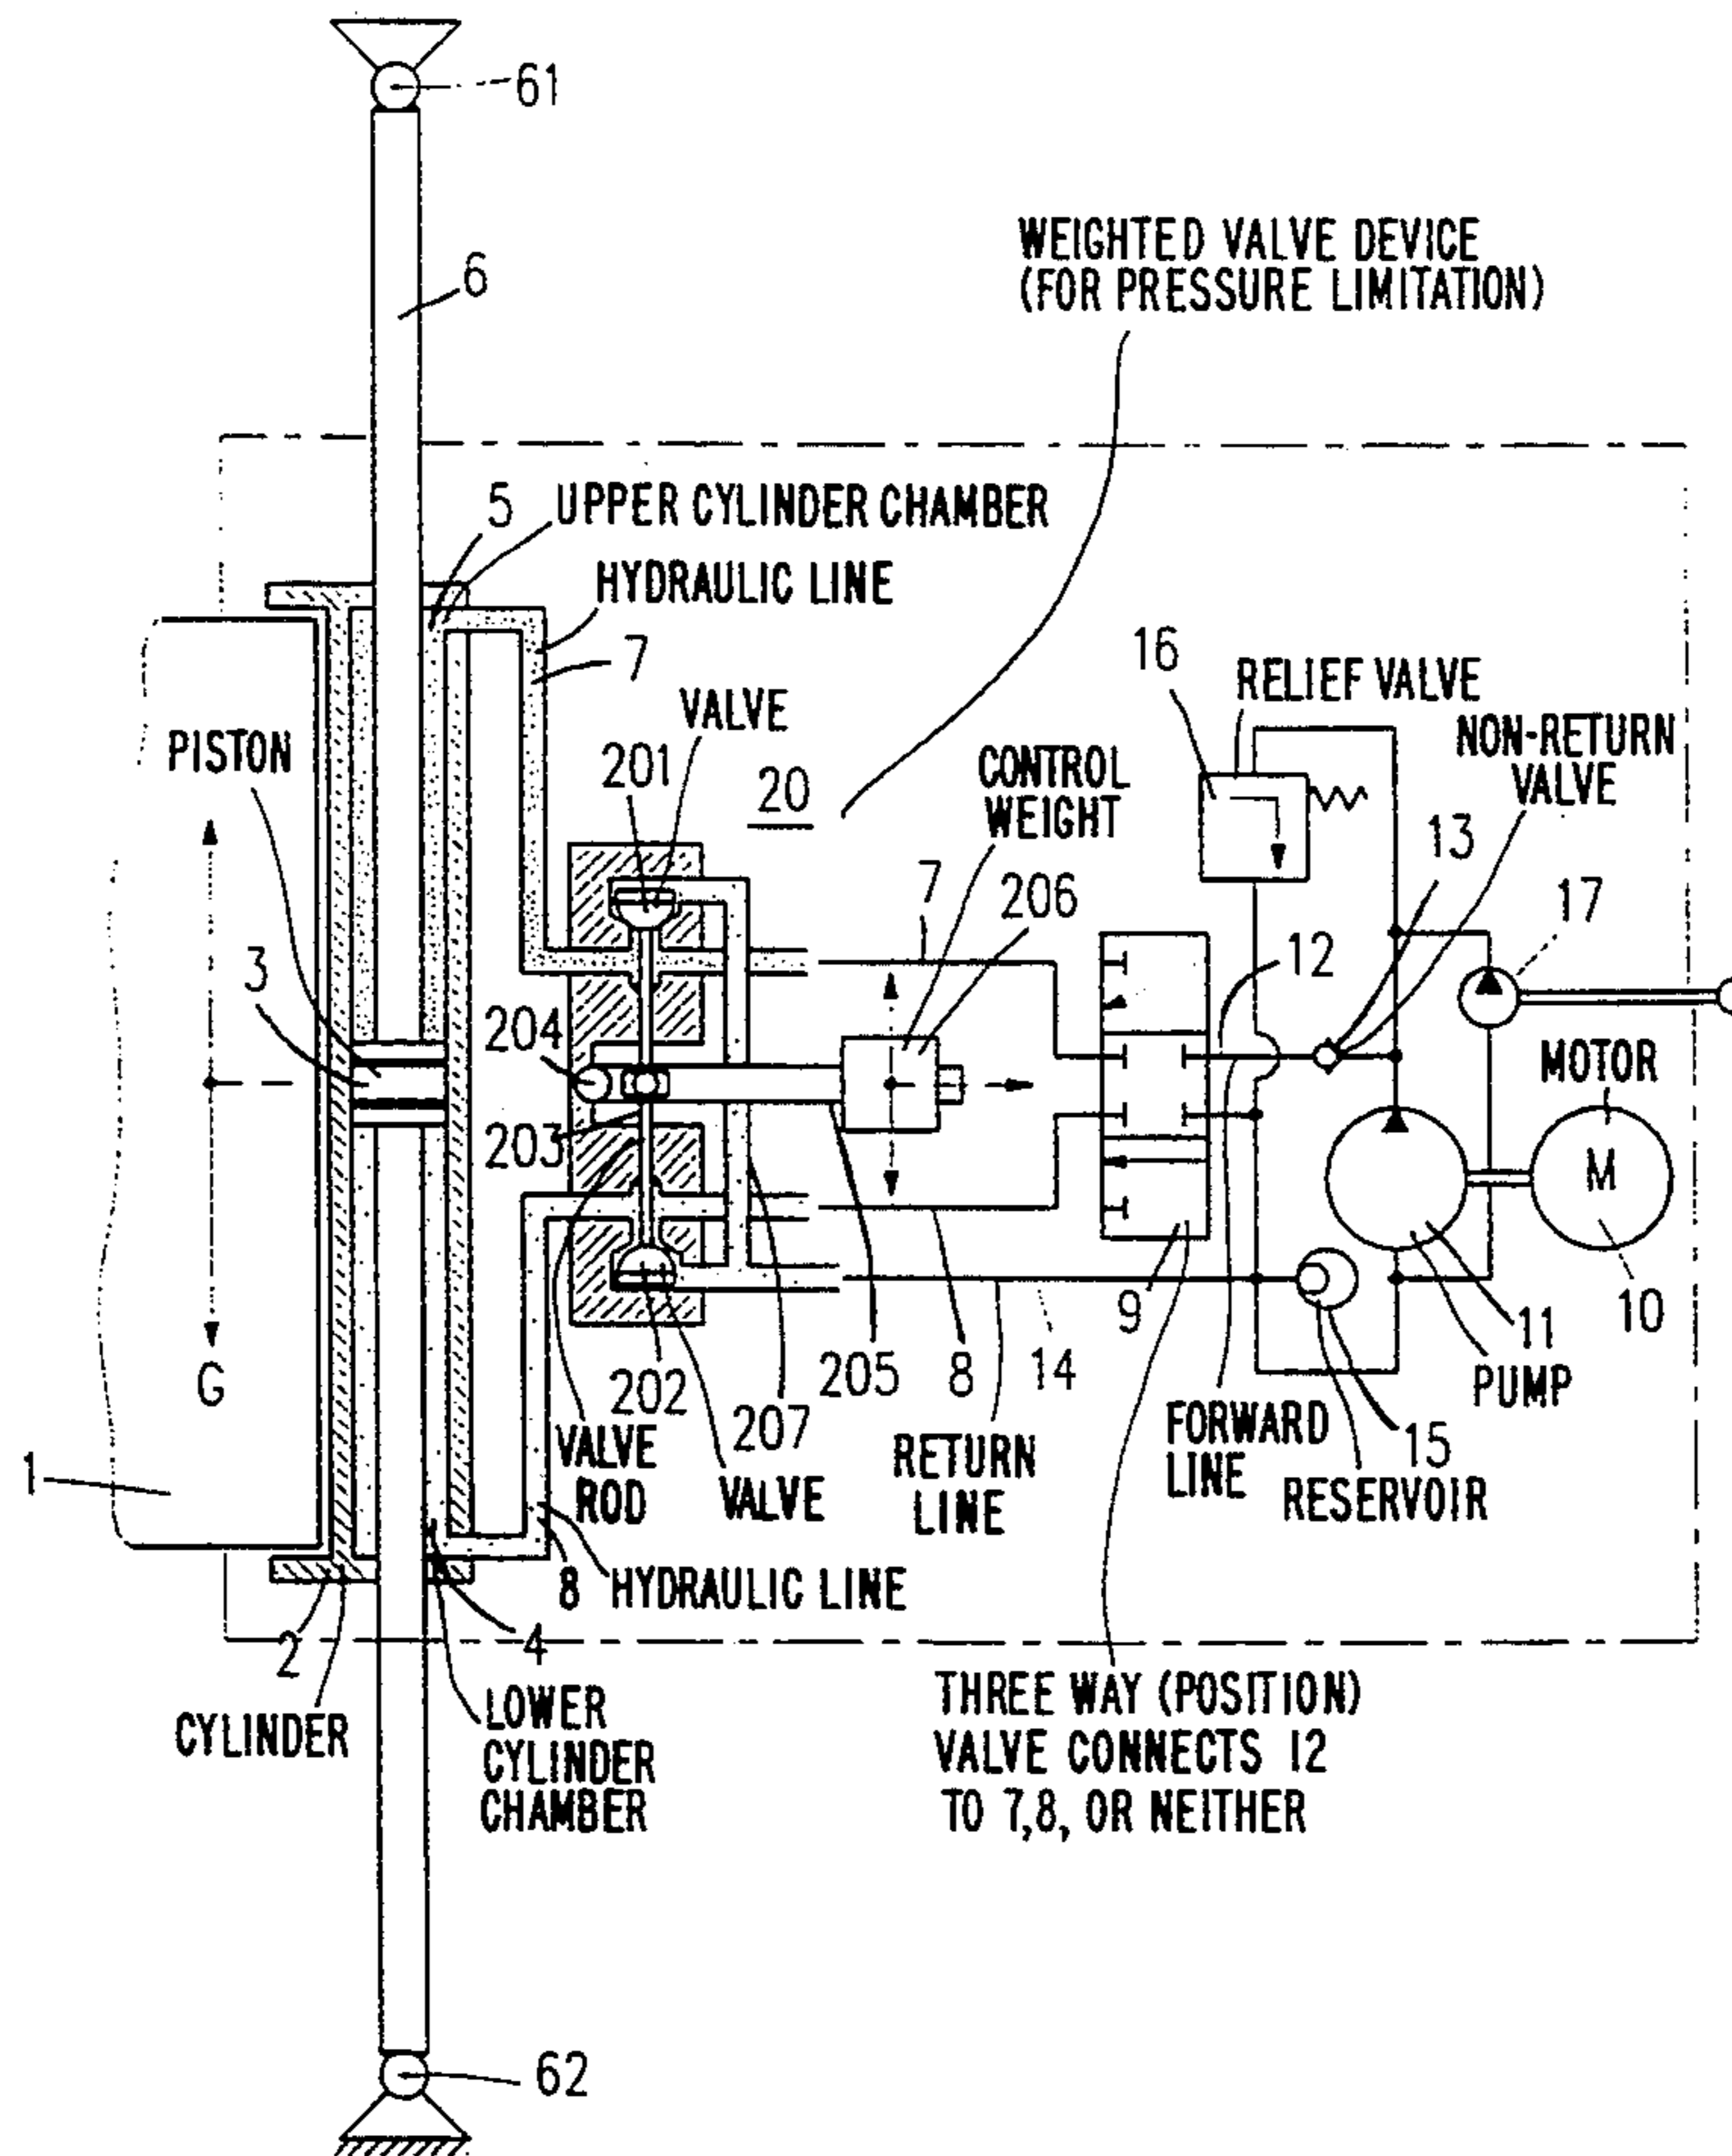 61
6
WEIGHTED VALVE DEVICE
(FOR PRESSURE LIMITATION)
5
UPPER CYLINDER CHAMBER
HYDRAULIC LINE
7
VALVE
16
RELIEF VALVE
NON-RETURN
VALVE
PISTON
201
20
CONTROL
WEIGHT
13
7
206
17
3
12
204
MOTOR
203
M
9
11
10
G
202
205
8
14
PUMP
207
FORWARD
LINE
15
VALVE
ROD
RETURN
LINE
1
VALVE
RESERVOIR
8
HYDRAULIC LINE
2
4
THREE WAY (POSITION)
VALVE CONNECTS 12
TO 7,8, OR NEITHER
CYLINDER
LOWER
CYLINDER
CHAMBER
62